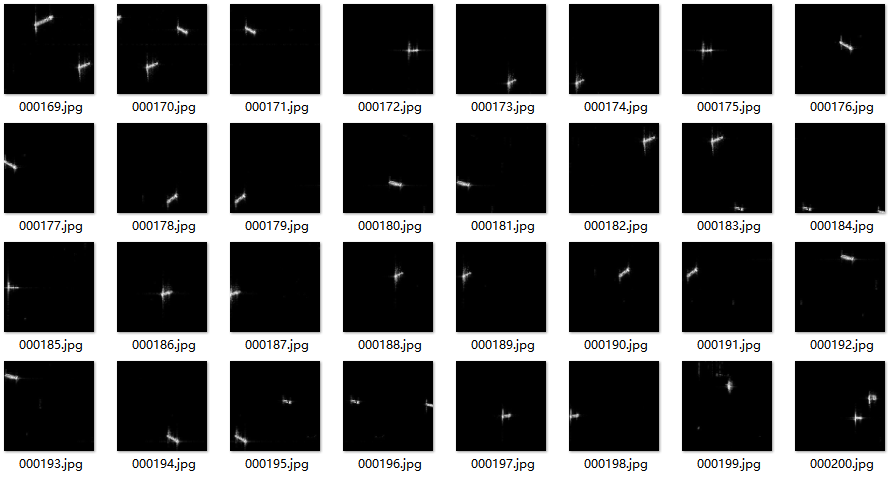 000169.jpg 000170.jpg 000171.jpg 000172.jpg 000173.jpg 000174.jpg 000175.jpg 000176.jpg
000177.jpg 000178.jpg 000179.jpg 000180.jpg 000181.jpg 000182.jpg 000183.jpg 000184.jpg
000185.jpg 000186.jpg 000187.jpg 000188.jpg 000189.jpg 000190.jpg 000191.jpg 000192.jpg
000193.jpg 000194.jpg 000195.jpg 000196.jpg 000197.jpg 000198.jpg 000199.jpg 000200.jpg